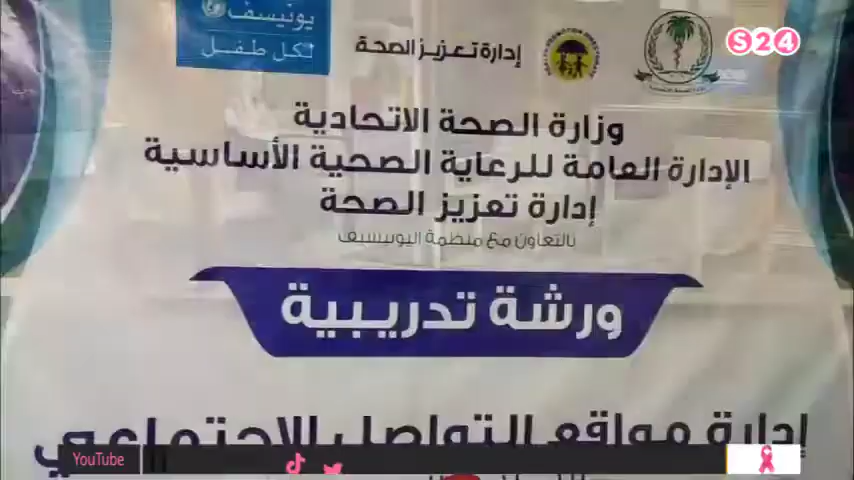 يونيسف
لكل طفل
إدارة تعزيز الصحة
S24
وزارة الصحة الاتحادية
الإدارة العامة للرعاية الصحية الأساسية
إدارة تعزيز الصحة
بالتعاون مع منظمة اليونيسيف
ورشة تدريبية
إدارة مواقع التواصل الاجتماعي
YouTube